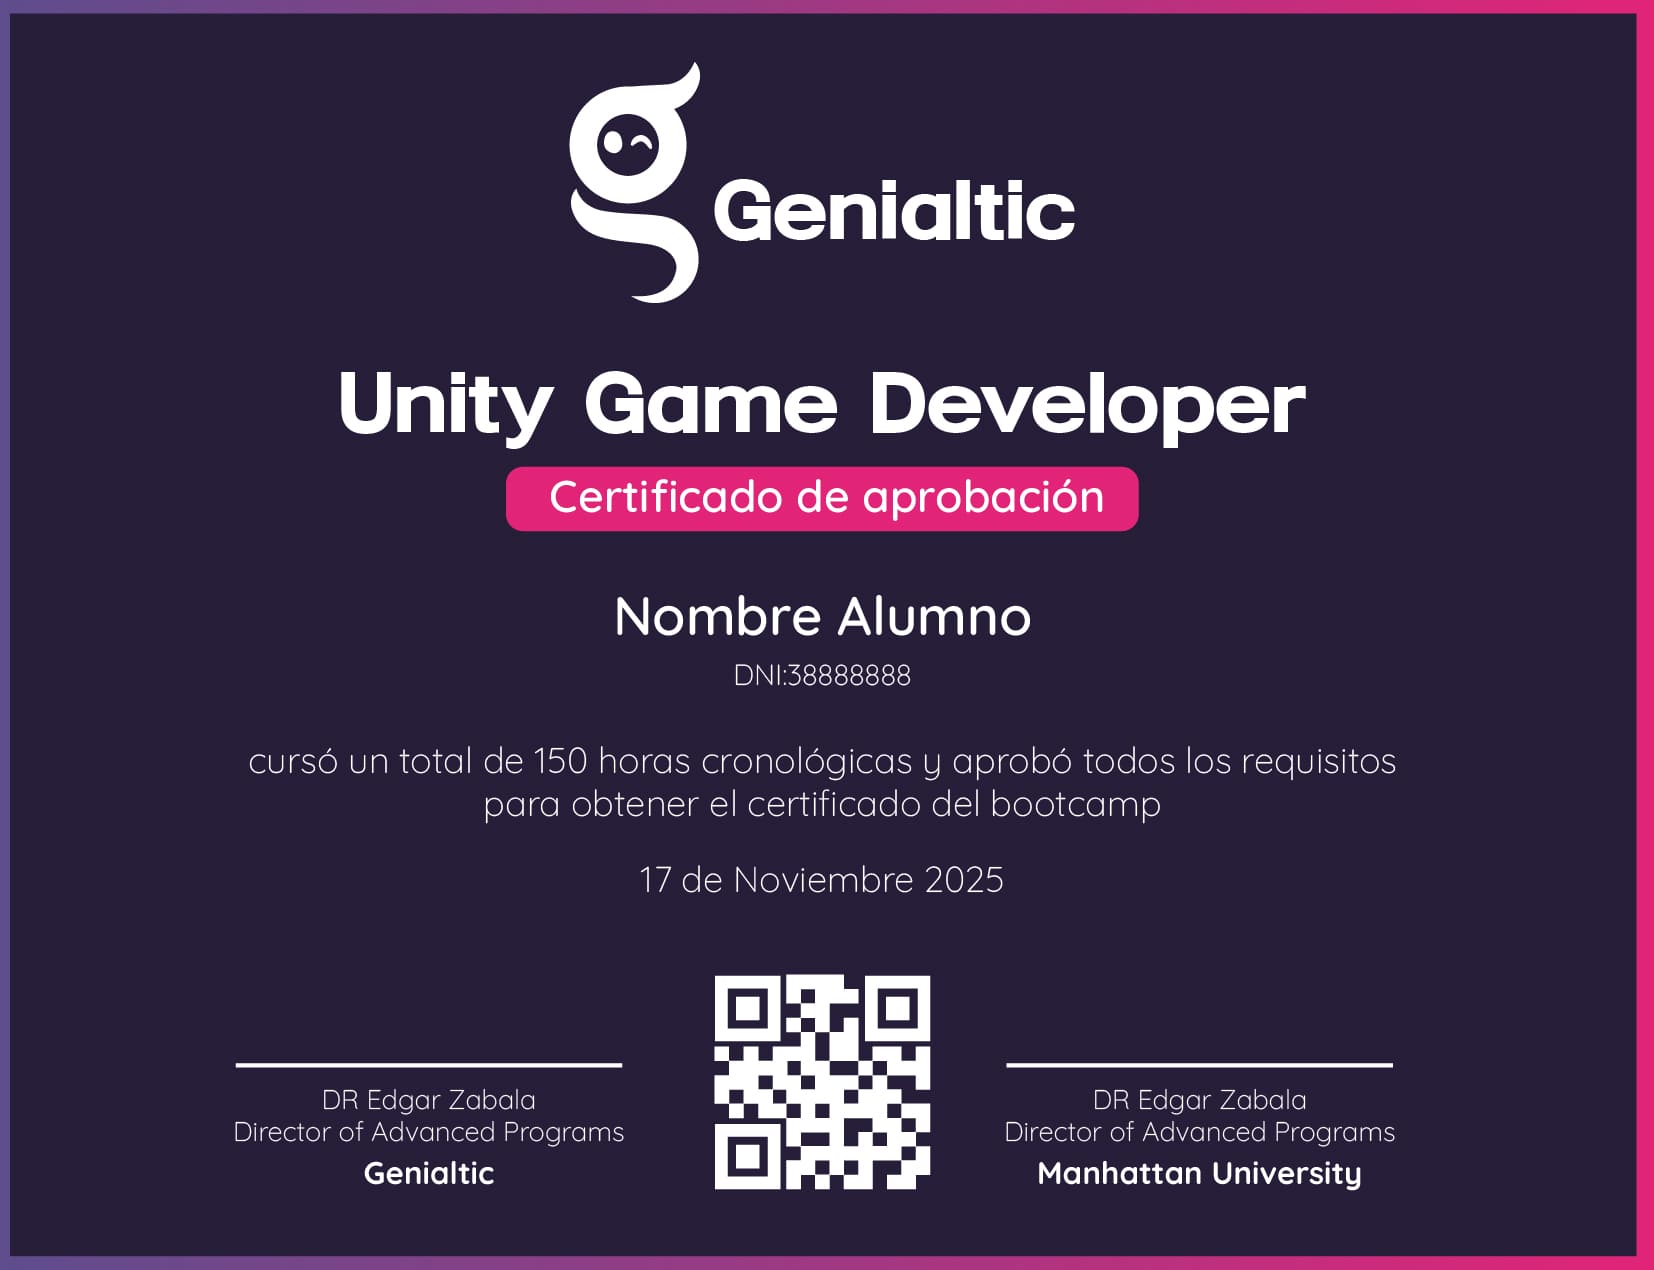 Genialtic
Unity Game Developer
Certificado de aprobación
Nombre Alumno
DNI:38888888
cursó un total de 150 horas cronológicas y aprobó todos los requisitos
para obtener el certificado del bootcamp
17 de Noviembre 2025
DR Edgar Zabala
Director of Advanced Programs
Genialtic
DR Edgar Zabala
Director of Advanced Programs
Manhattan University